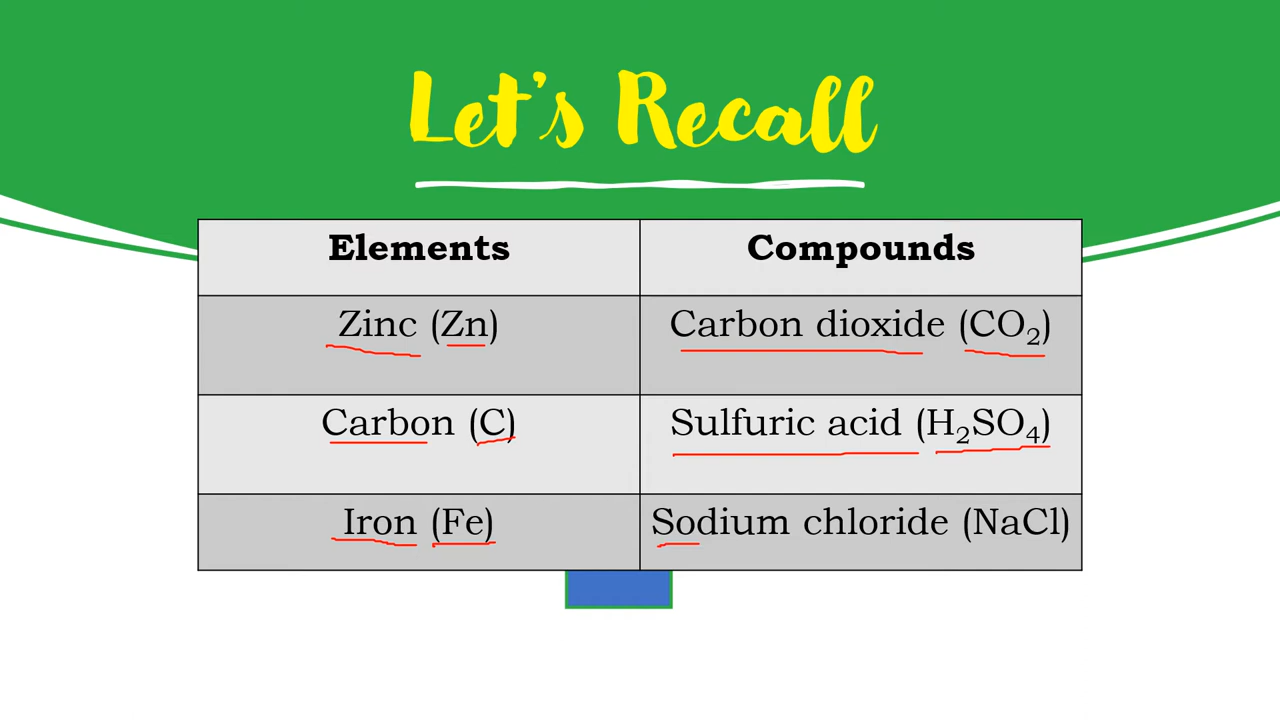 Let's Recall
Elements
Compounds
Zinc (Zn)
Carbon dioxide (CO₂)
Carbon (C)
Sulfuric acid (H₂SO₄)
Iron (Fe)
Sodium chloride (NaCl)